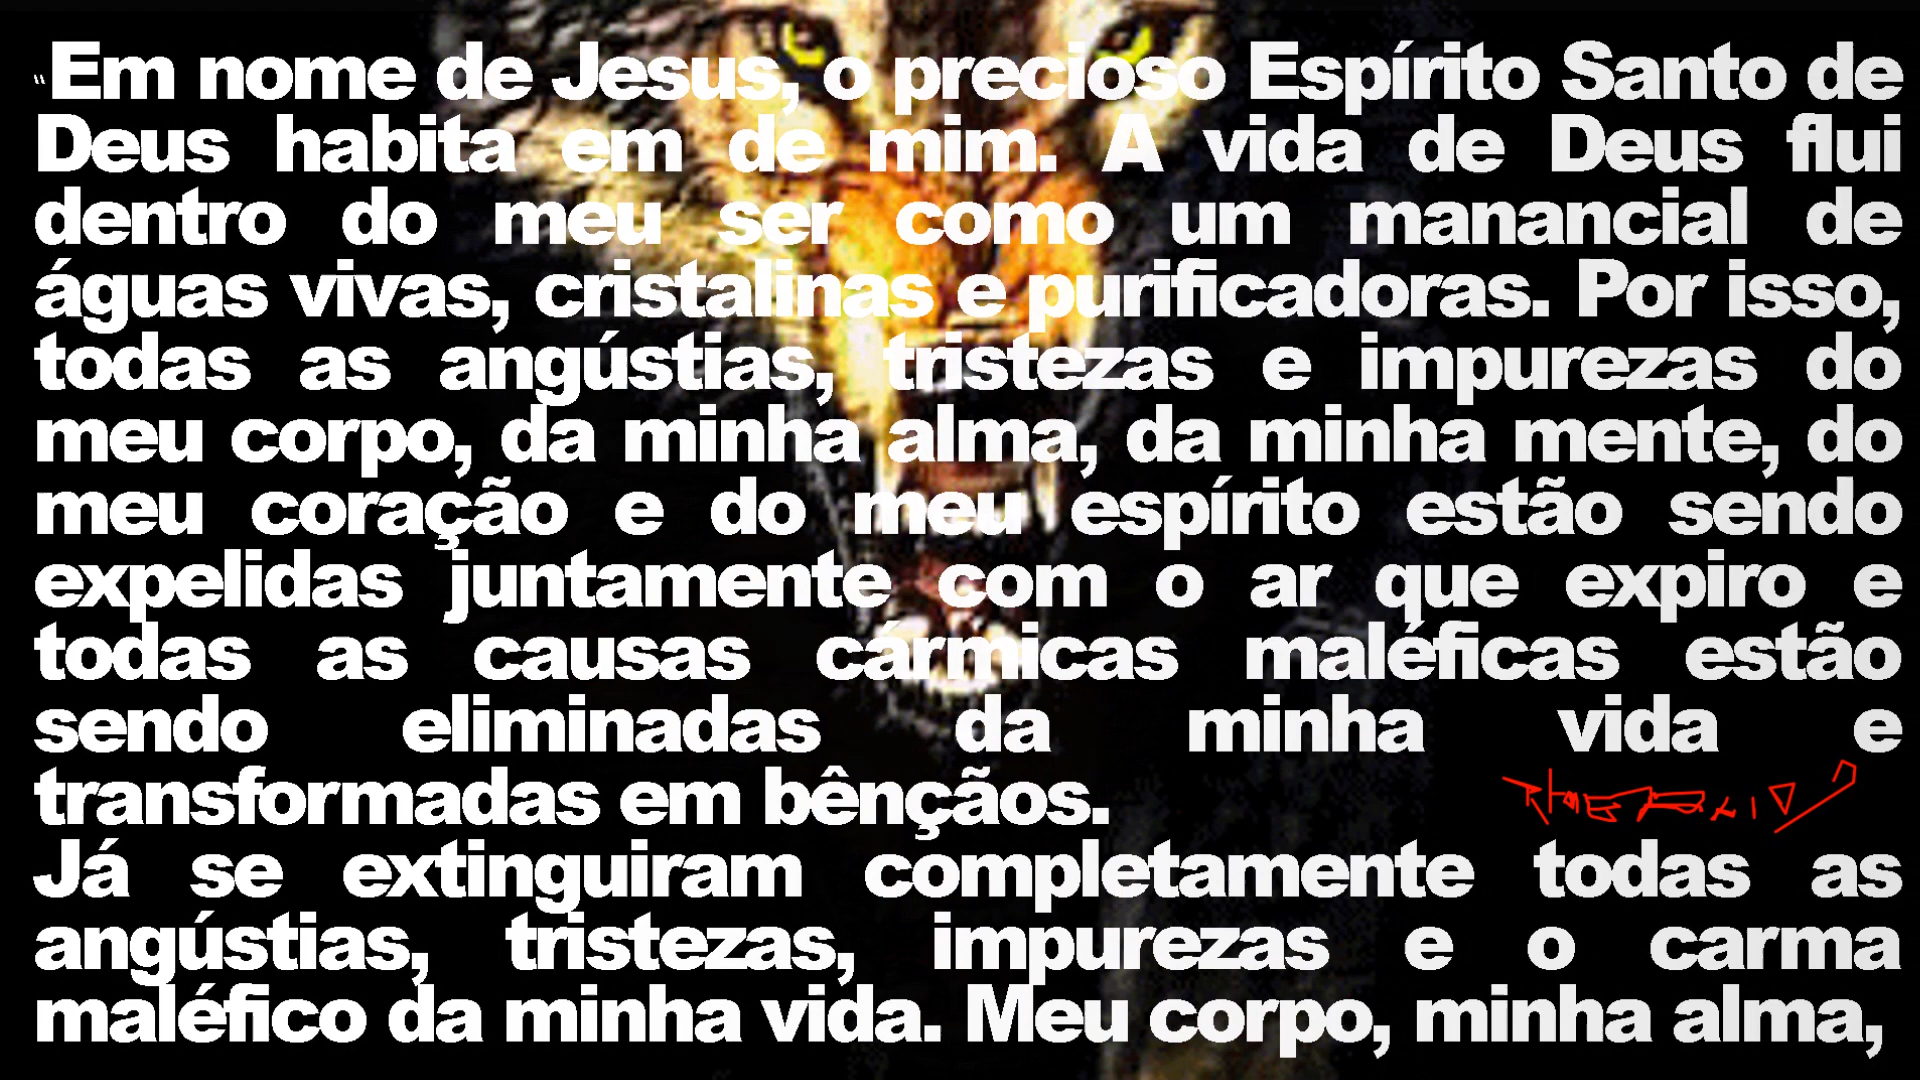 “Em nome de Jesus, o precioso Espírito Santo de
Deus habita em de mim. A vida de Deus flui
dentro do meu ser como um manancial de
águas vivas, cristalinas e purificadoras. Por isso,
todas as angústias, tristezas e impurezas do
meu corpo, da minha alma, da minha mente, do
meu coração e do meu espírito estão sendo
expelidas juntamente com o ar que expiro e
todas as causas cármicas maléficas estão
sendo eliminadas da minha vida e
transformadas em bênçãos.
Já se extinguiram completamente todas as
angústias, tristezas, impurezas e o carma
maléfico da minha vida. Meu corpo, minha alma,